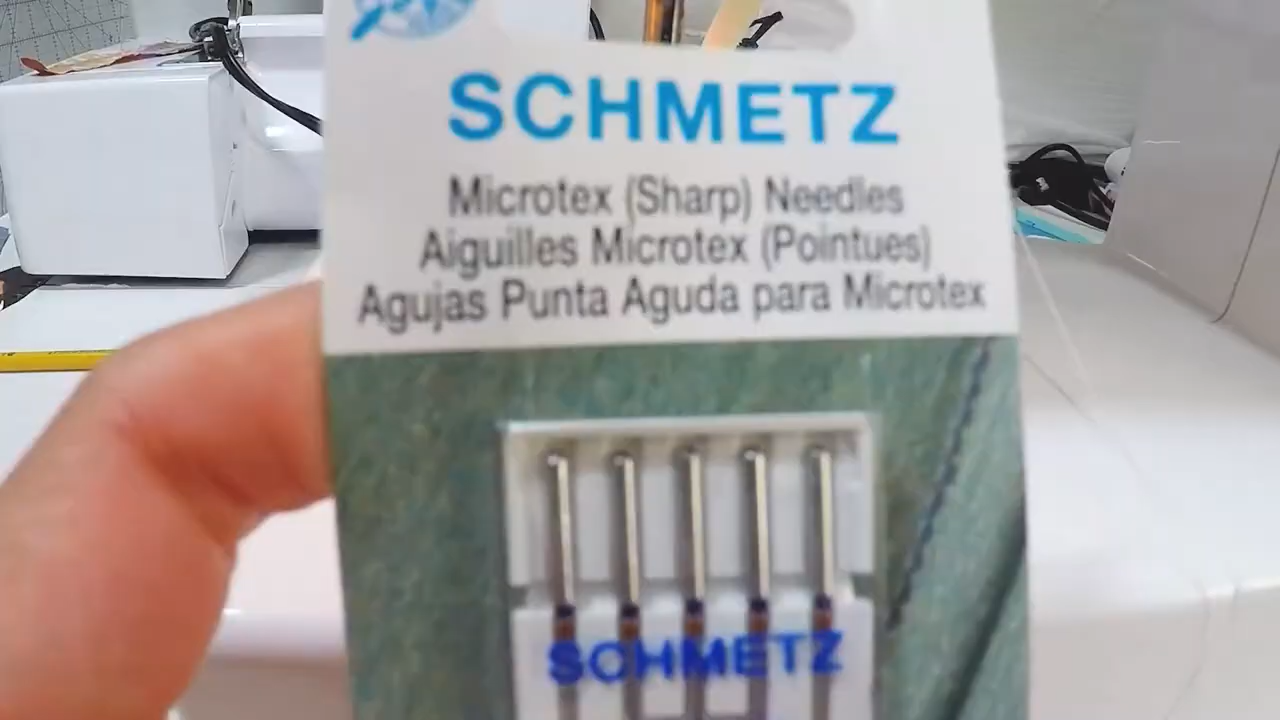 SCHMETZ
Microtex (Sharp) Needles
Aiguilles Microtex (Pointues)
Agujas Punta Aguda para Microtex
SCHMETZ